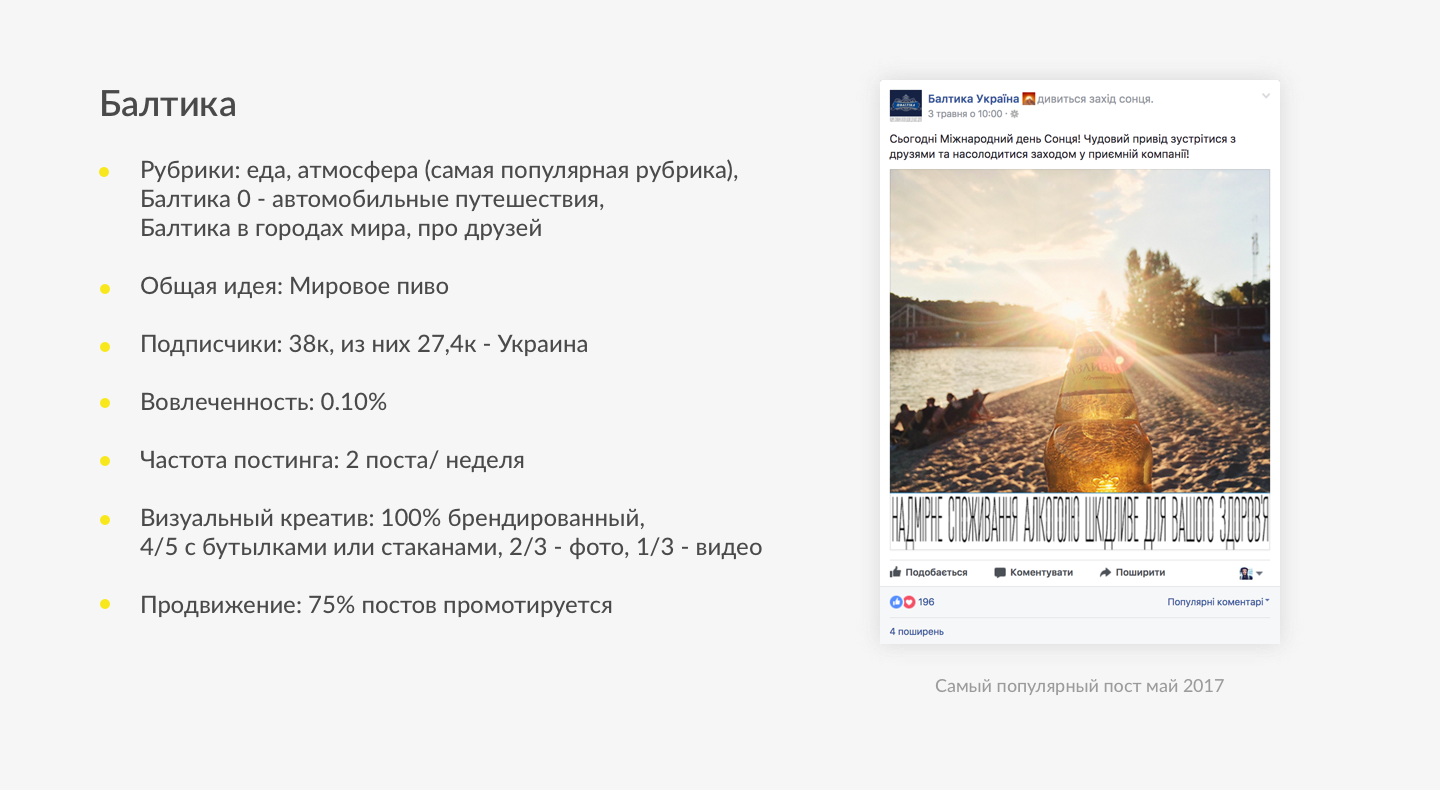 Балтика
Рубрики: еда, атмосфера (самая популярная рубрика),
Балтика 0 - автомобильные путешествия,
Балтика в городах мира, про друзей
Общая идея: Мировое пиво
Подписчики: 38к, из них 27,4к - Украина
Вовлеченность: 0.10%
Частота постинга: 2 поста/ неделя
Визуальный креатив: 100% брендированный,
4/5 с бутылками или стаканами, 2/3 - фото, 1/3 - видео
Продвижение: 75% постов промотируется
Балтика Україна дивиться захід сонця.
3 травня о 10:00 ·
Сьогодні Міжнародний день Сонця! Чудовий привід зустрітися з
друзями та насолодитися заходом у приємній компанії!
НАДМІРНЕ СПОЖИВАННЯ АЛКОГОЛЮ ШКІДЛИВЕ ДЛЯ ВАШОГО ЗДОРОВ'Я
Подобається Коментувати Поширити
196 Популярні коментарі
4 поширень
Самый популярный пост май 2017